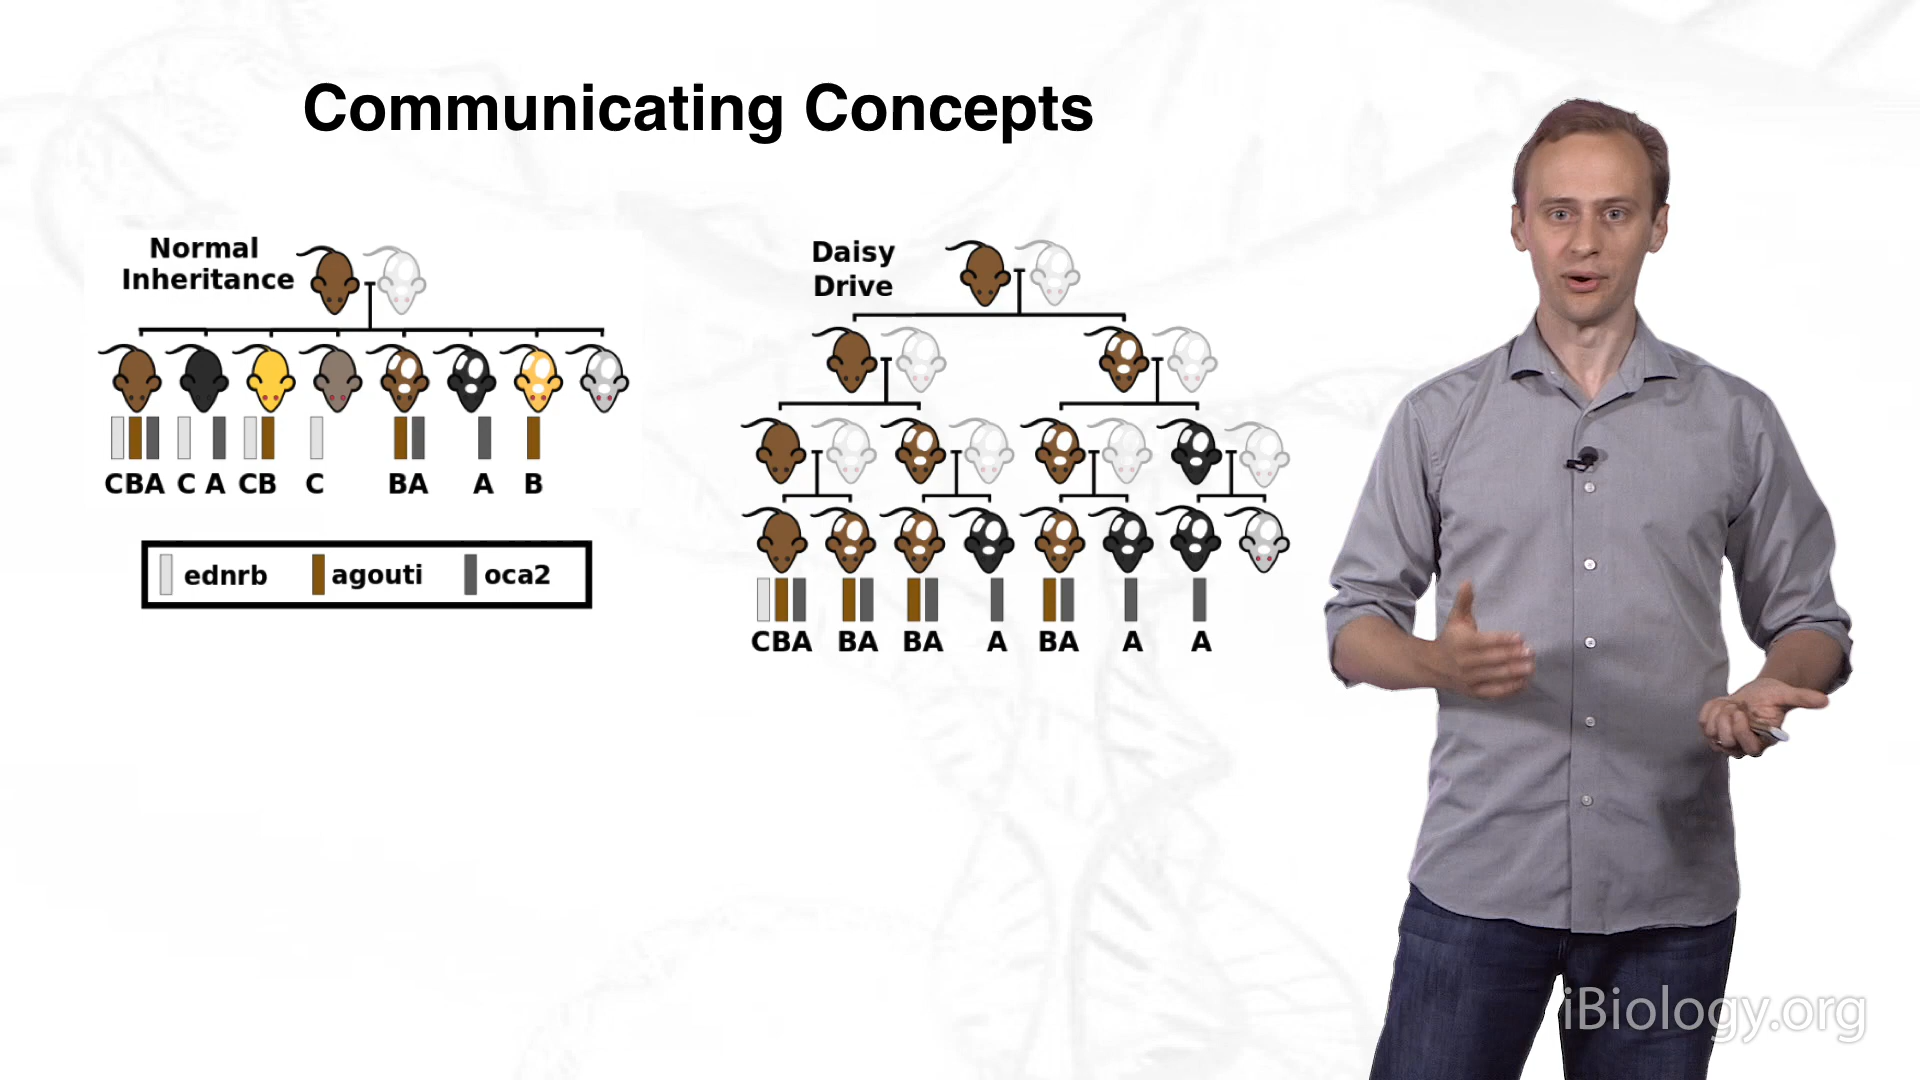 Communicating Concepts
Normal
Inheritance
CBA C A CB C BA A B
ednrb agouti oca2
Daisy
Drive
CBA BA BA A BA A A
iBiology.org